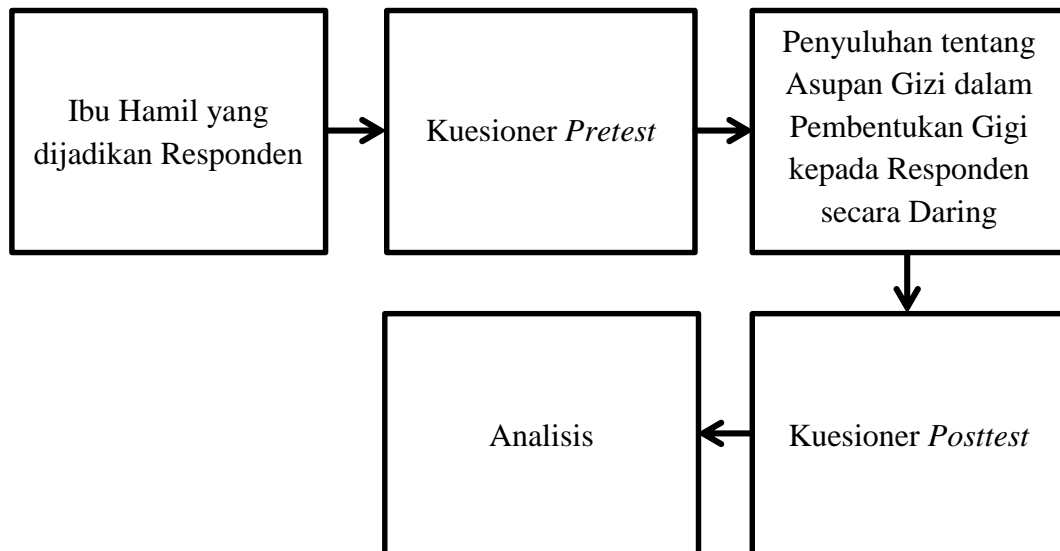 Ibu Hamil yang
dijadikan Responden
Kuesioner Pretest
Penyuluhan tentang
Asupan Gizi dalam
Pembentukan Gigi
kepada Responden
secara Daring
Kuesioner Posttest
Analisis